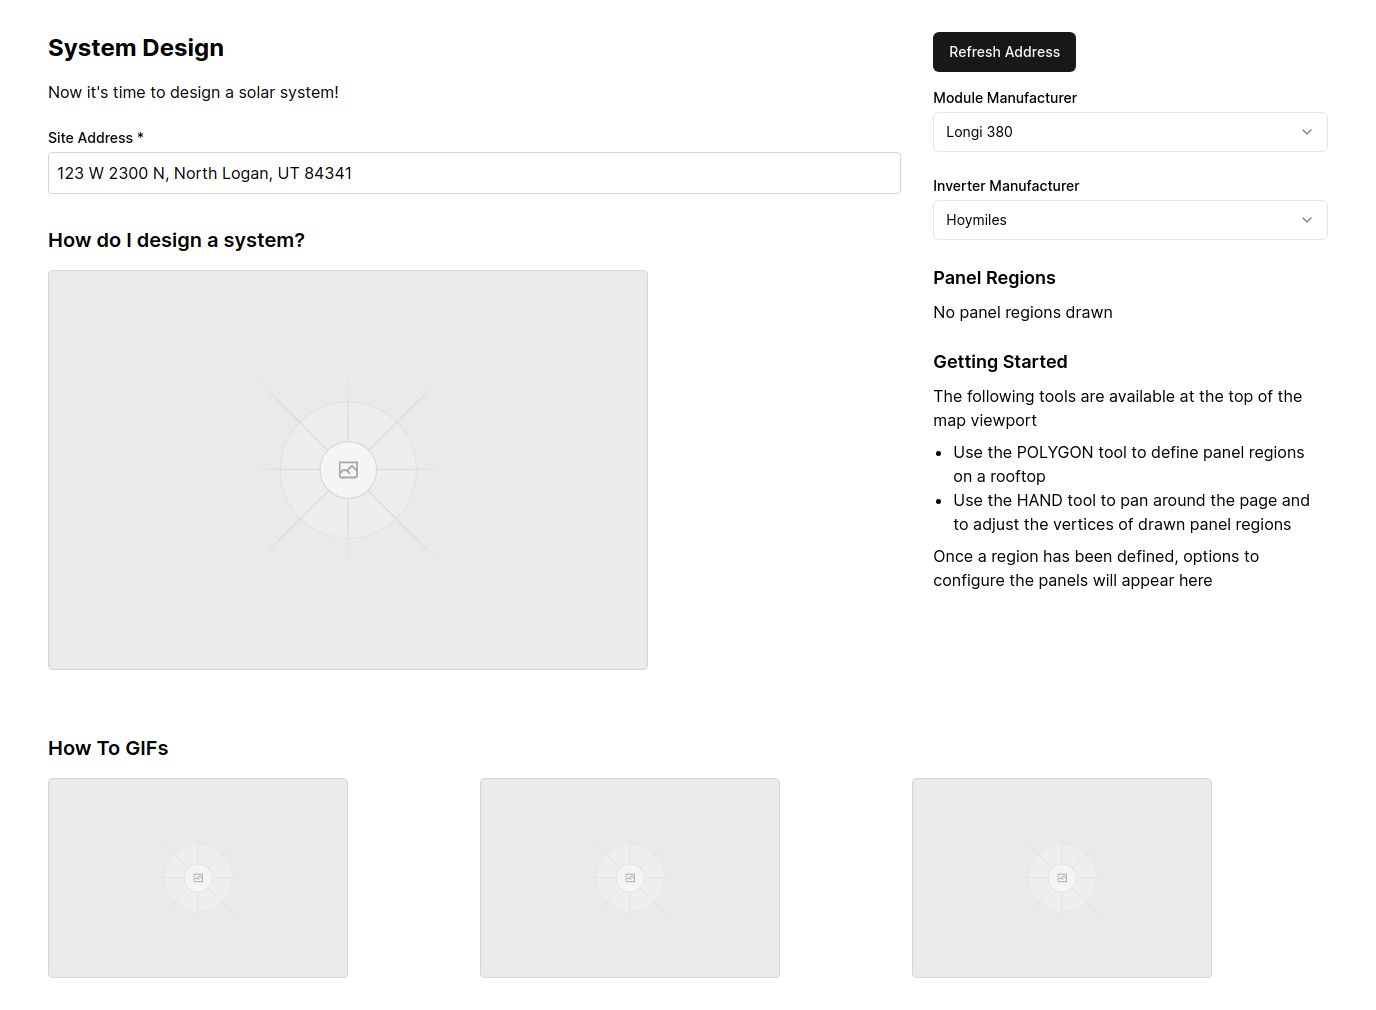 System Design
Now it's time to design a solar system!
Site Address *
123 W 2300 N, North Logan, UT 84341
How do I design a system?
Refresh Address
Module Manufacturer
Longi 380
Inverter Manufacturer
Hoymiles
Panel Regions
No panel regions drawn
Getting Started
The following tools are available at the top of the
map viewport
• Use the POLYGON tool to define panel regions
on a rooftop
• Use the HAND tool to pan around the page and
to adjust the vertices of drawn panel regions
Once a region has been defined, options to
configure the panels will appear here
How To GIFs